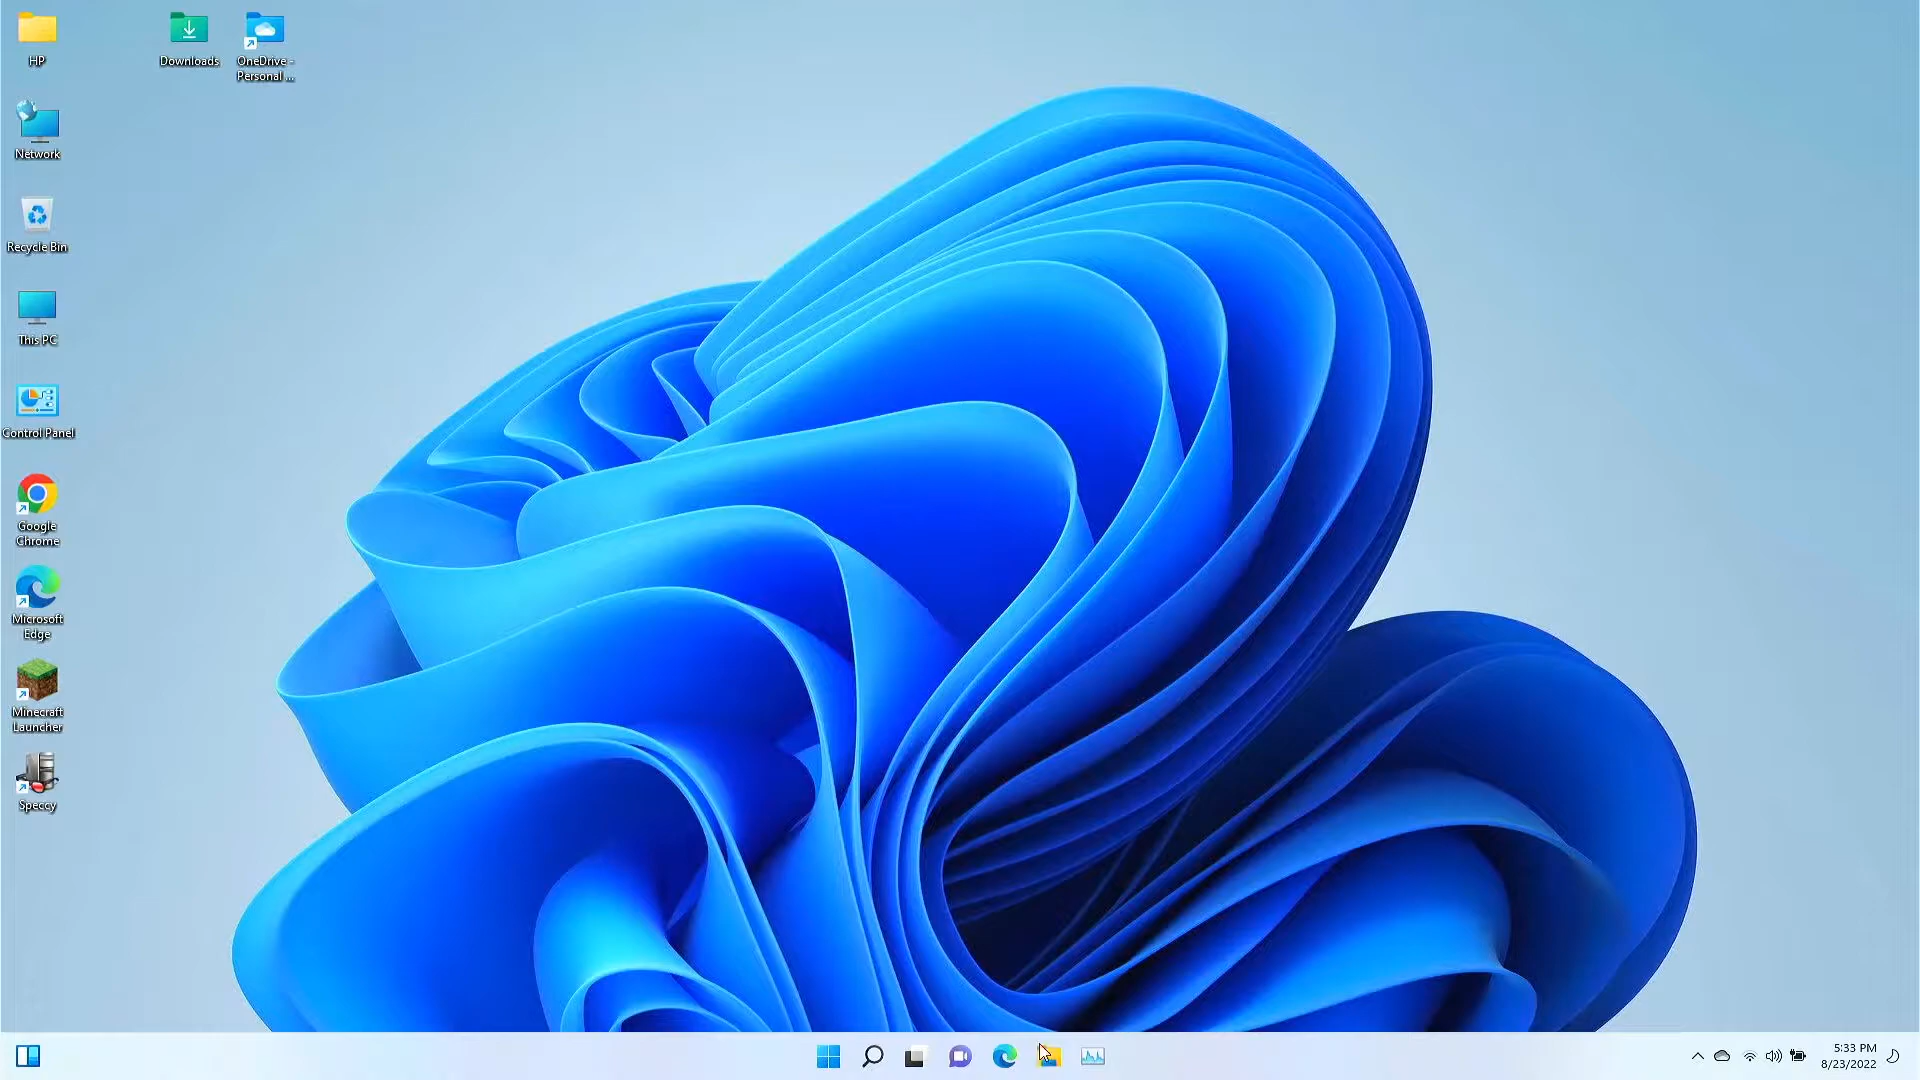 HP
Downloads
OneDrive -
Personal ...
Network
Recycle Bin
This PC
Control Panel
Google
Chrome
Microsoft
Edge
Minecraft
Launcher
Speccy
5:33 PM
8/23/2022